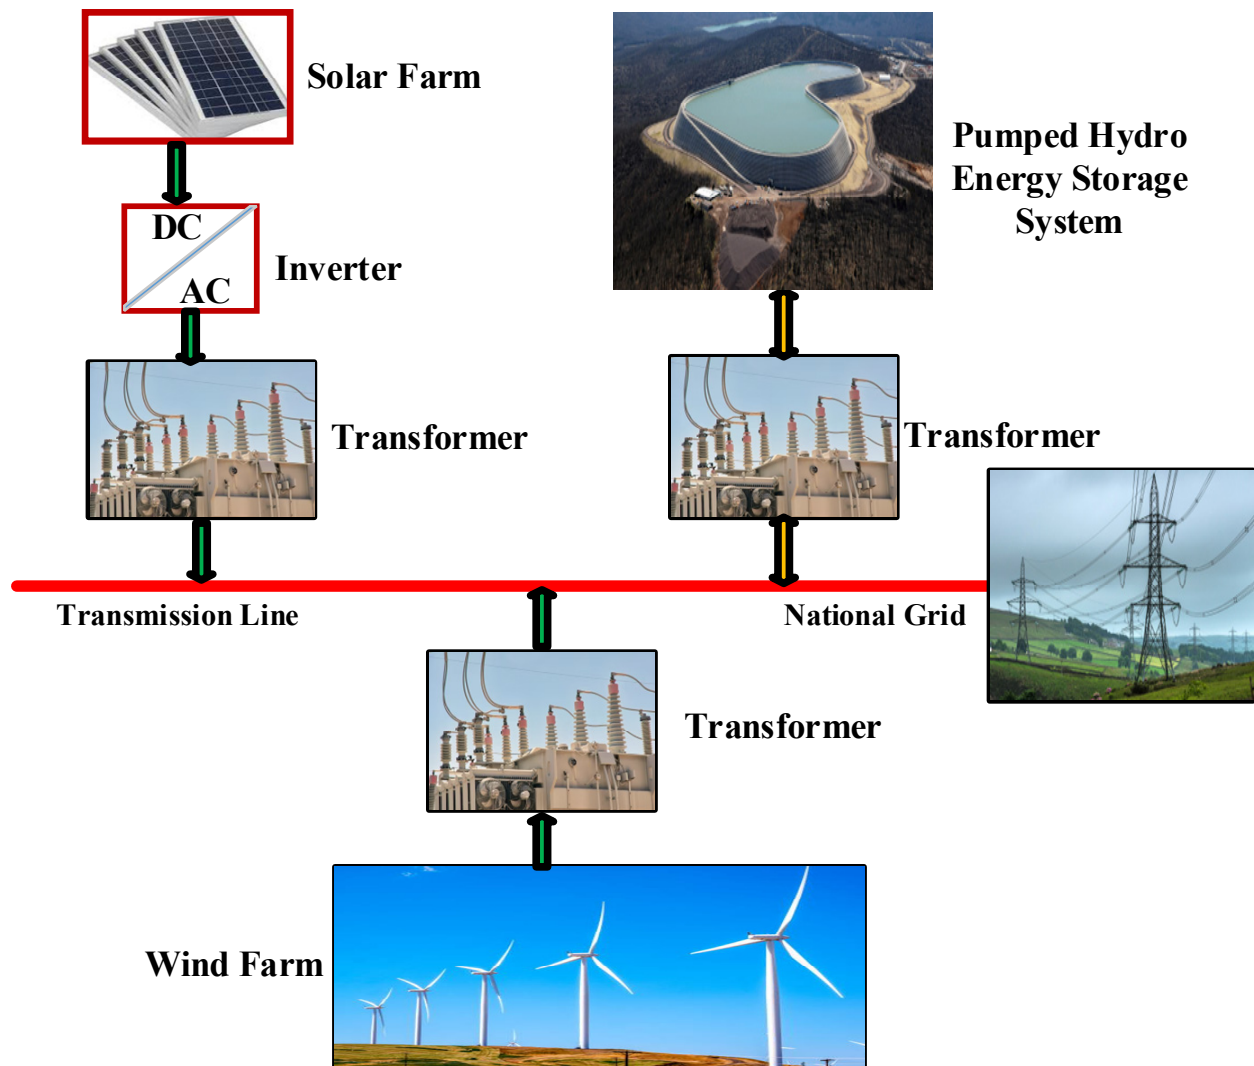 Solar Farm
Pumped Hydro
Energy Storage
System
DC
AC
Inverter
Transformer
Transformer
Transmission Line
National Grid
Transformer
Wind Farm